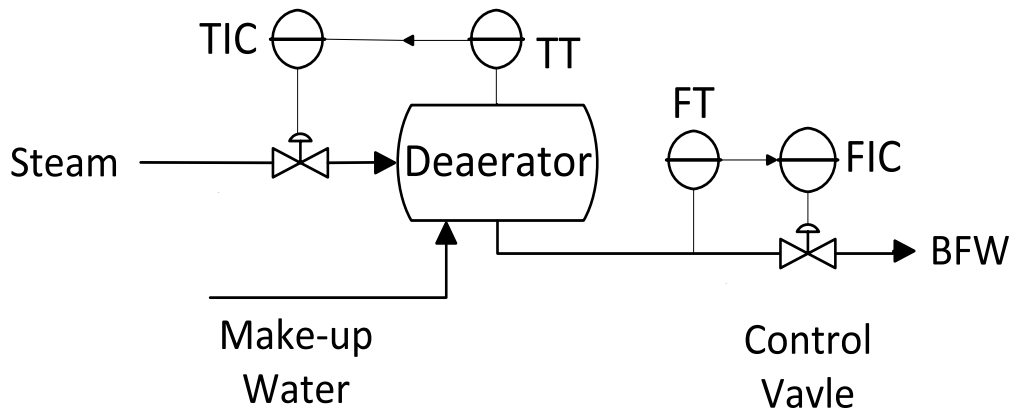 TIC
TT
FT
Steam
Deaerator
FIC
BFW
Make-up
Water
Control
Vavle